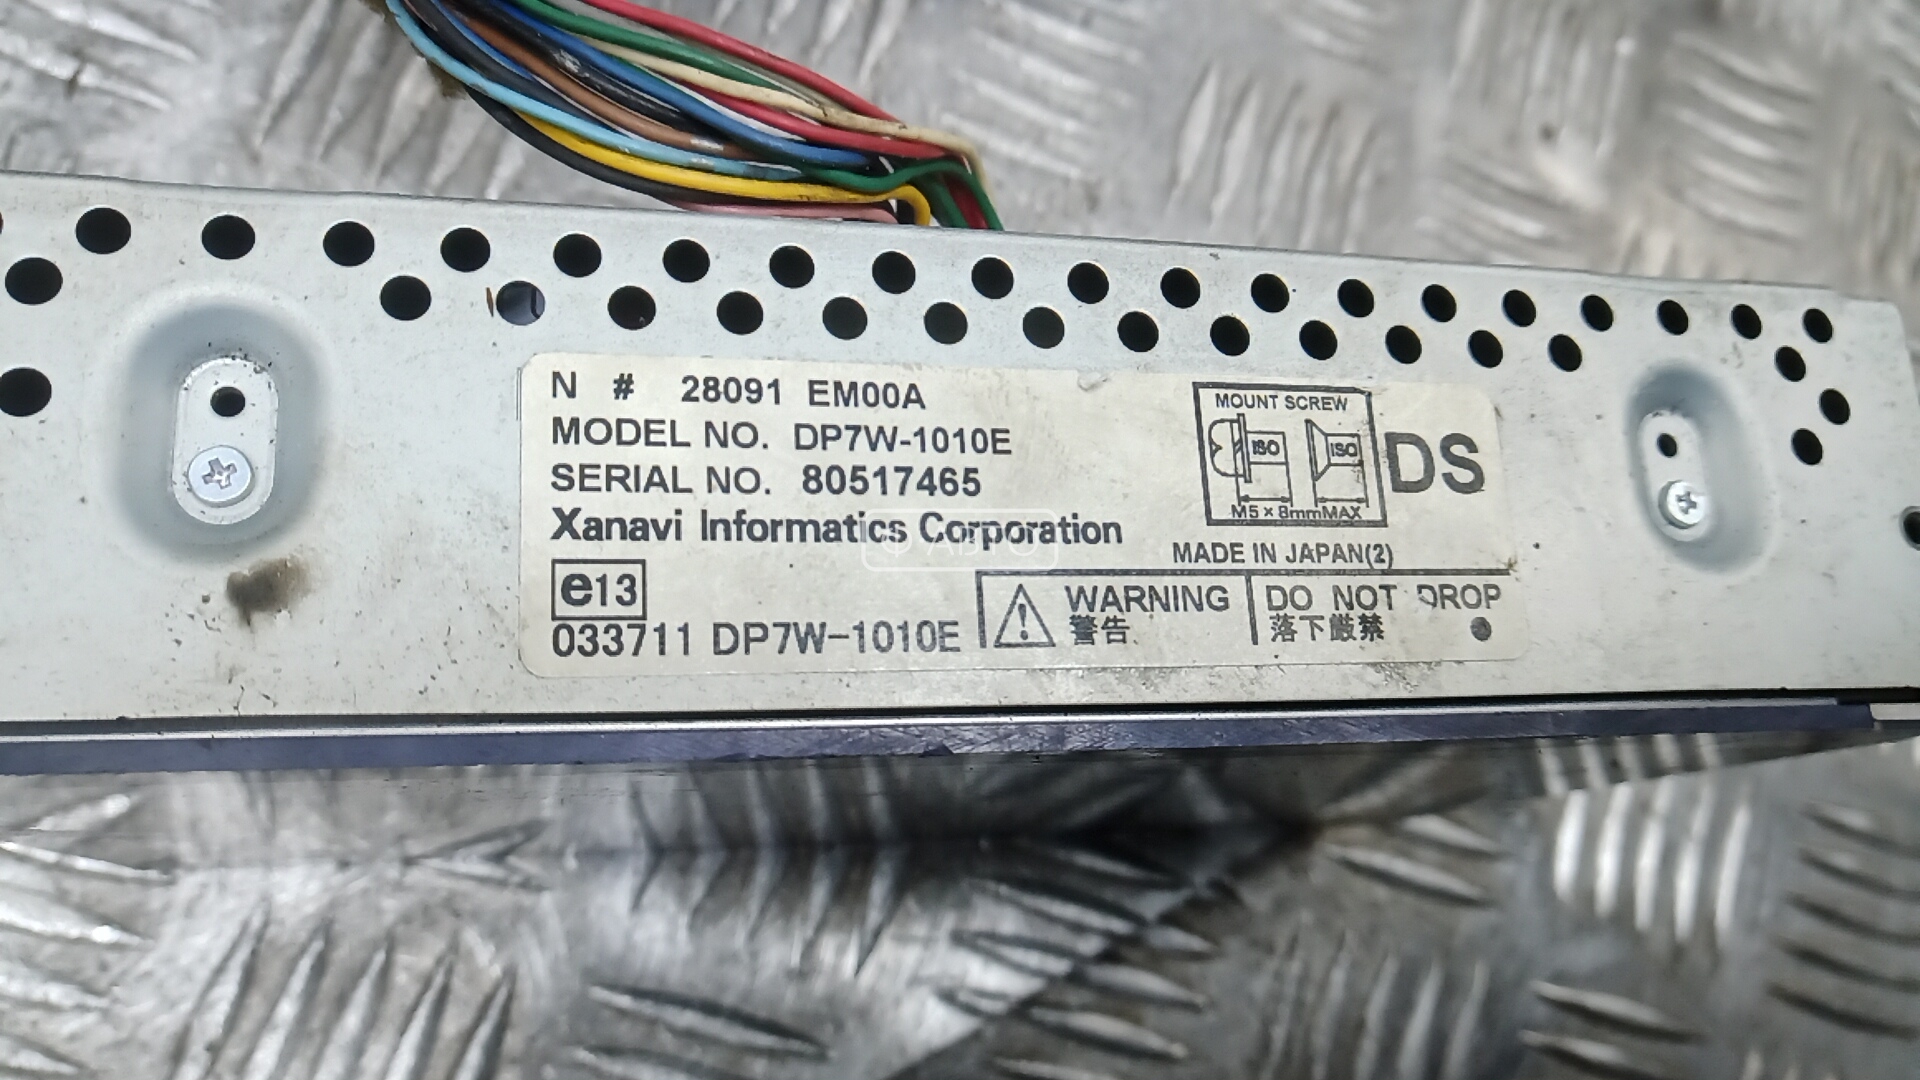 N # 28091 EM00A
MODEL NO. DP7W-1010E
SERIAL NO. 80517465
Xanavi Informatics Corporation
e13
033711 DP7W-1010E
MOUNT SCREW
ISO ISO
M5×8mmMAX
DS
MADE IN JAPAN(2)
WARNING
警告
DO NOT DROP
落下厳禁
АВТО